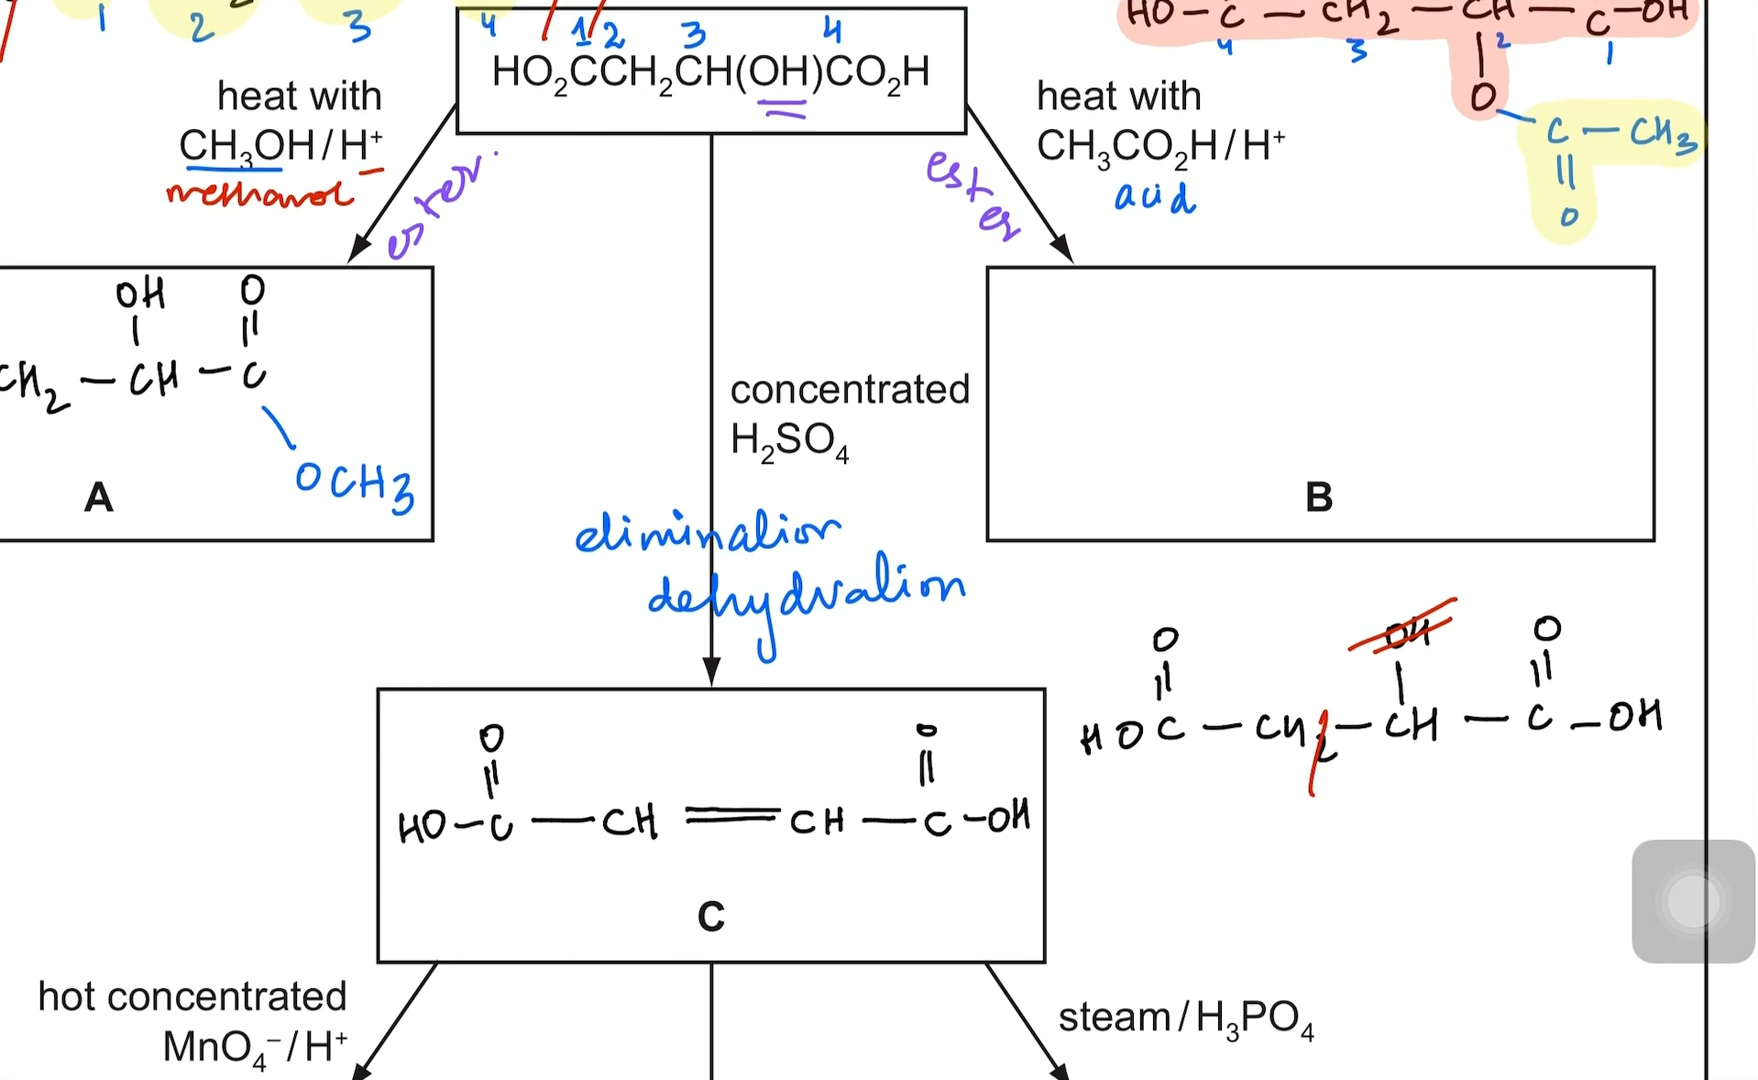 1 2 3 4 1 2 3 4
HO₂CCH₂CH(OH)CO₂H
HO–C–CH₂–CH–C–OH
4 3 2 1
O
C–CH₃
O
heat with
CH₃OH/H⁺
methanol
ester
heat with
CH₃CO₂H/H⁺
acid
ester
OH O
CH₂–CH–C
OCH3
A
concentrated
H₂SO₄
B
elimination
dehydration
O OH O
HOC–CH₂–CH–C–OH
O O
HO–C–CH=CH–C–OH
C
hot concentrated
MnO₄⁻/H⁺
steam/H₃PO₄